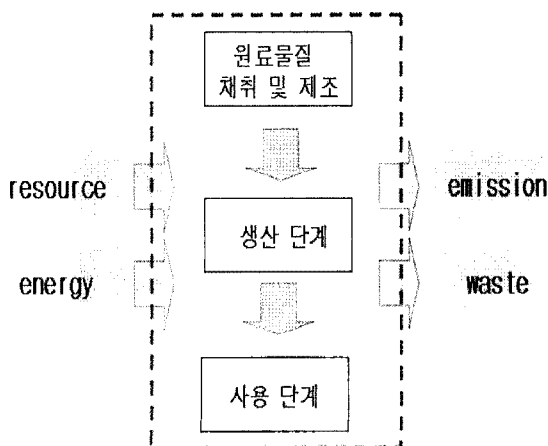 원료물질
채취 및 제조
resource
emission
생산 단계
energy
waste
사용 단계